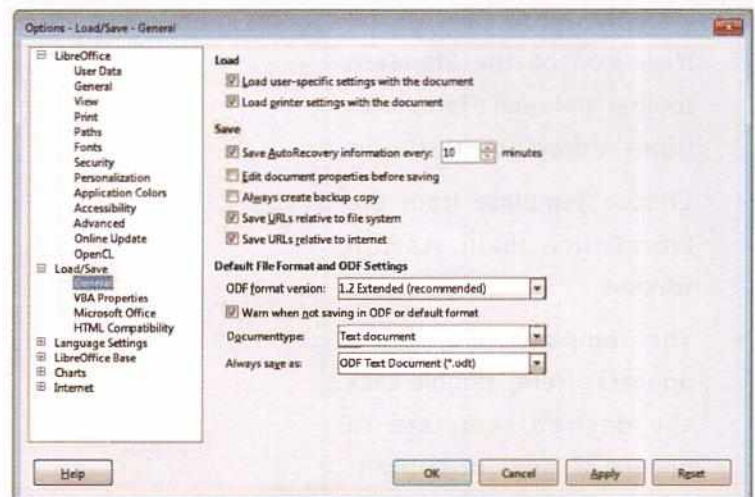 Options - Load/Save - General
LibreOffice
User Data
General
View
Print
Paths
Fonts
Security
Personalization
Application Colors
Accessibility
Advanced
Online Update
OpenCL
Load/Save
General
VBA Properties
Microsoft Office
HTML Compatibility
Language Settings
LibreOffice Base
Charts
Internet
Load
Load user-specific settings with the document
Load printer settings with the document
Save
Save AutoRecovery information every: 10 minutes
Edit document properties before saving
Always create backup copy
Save URLs relative to file system
Save URLs relative to internet
Default File Format and ODF Settings
ODF format version: 1.2 Extended (recommended)
Warn when not saving in ODF or default format
Documenttype: Text document
Always save as: ODF Text Document (*.odt)
Help
OK
Cancel
Apply
Reset